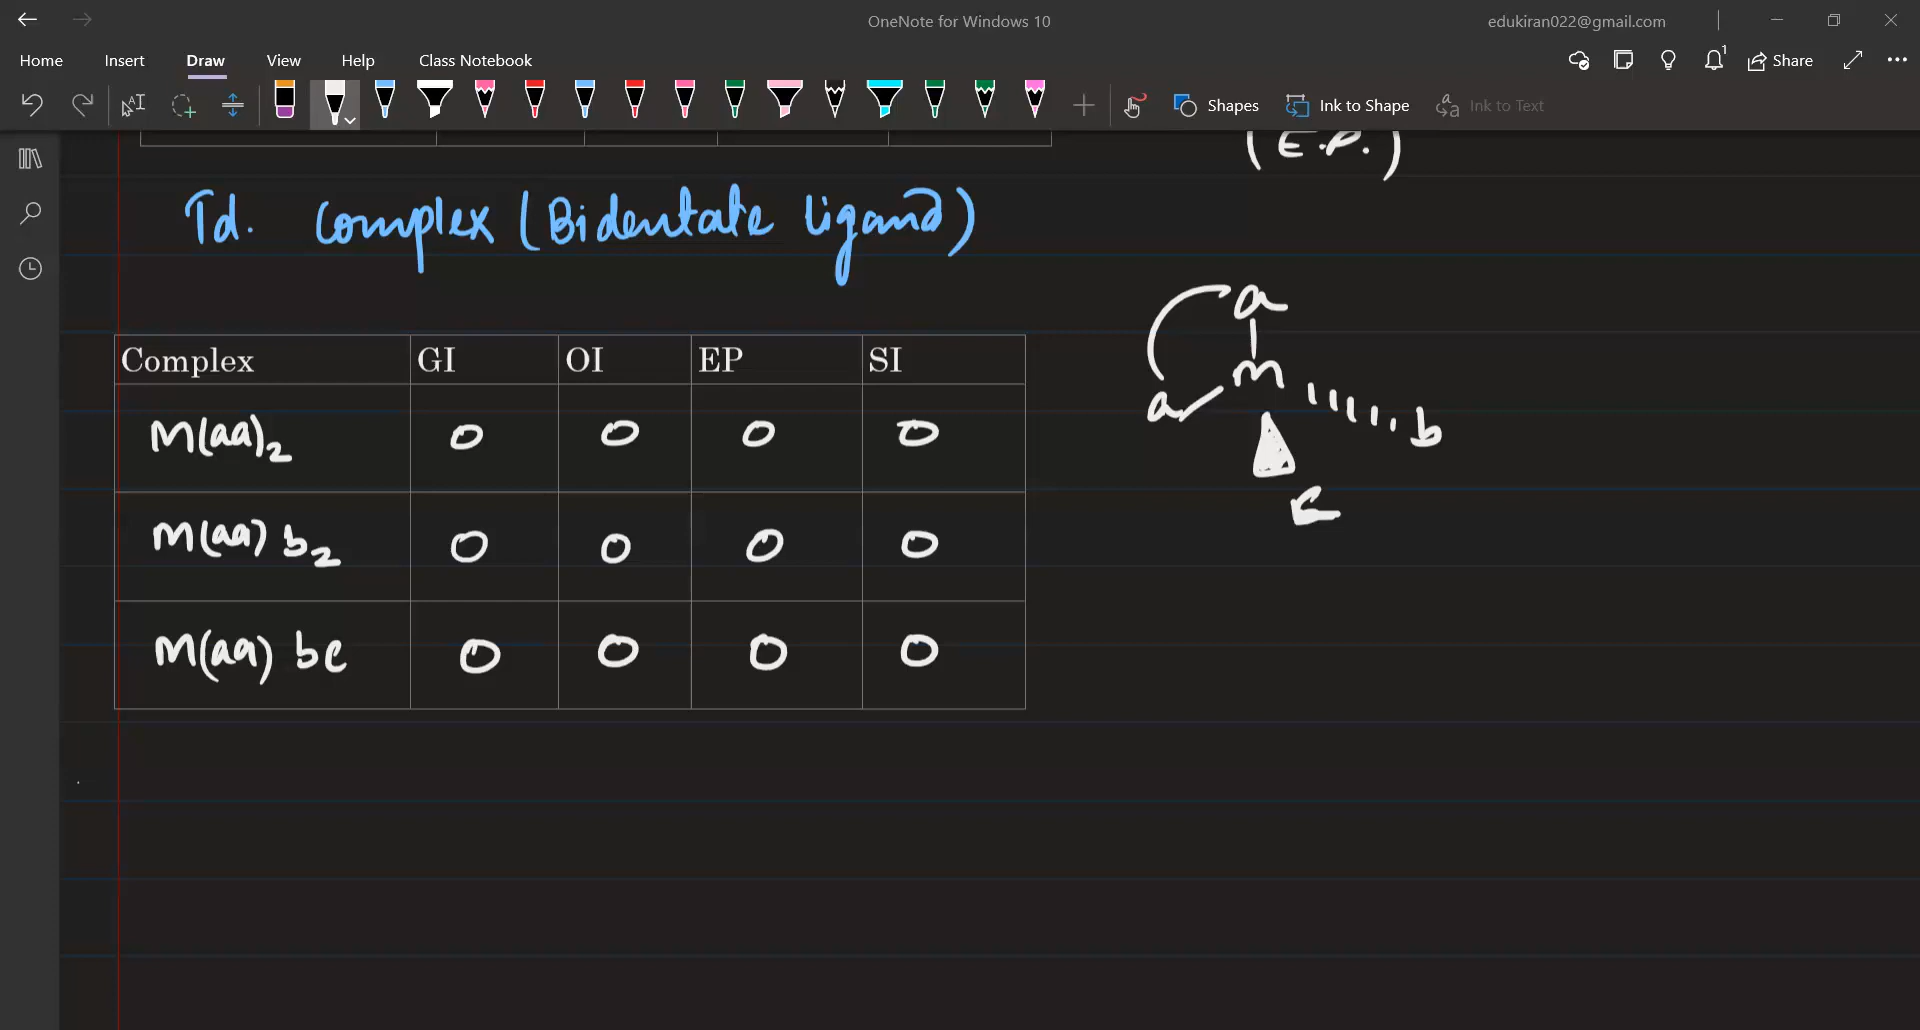 OneNote for Windows 10
edukiran022@gmail.com
Home Insert Draw View Help Class Notebook
1 Share
Shapes Ink to Shape Ink to Text
(E.P.)
Td. Complex (Bidentate ligand)
Complex GI OI EP SI
M(aa)2 0 0 0 0
M(aa) b2 0 0 0 0
M(aa) bc 0 0 0 0
a
M
a
b
c